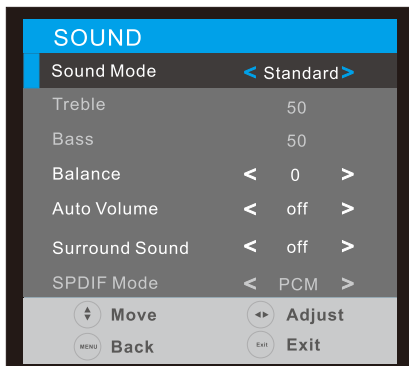 SOUND
Sound Mode < Standard >
Treble 50
Bass 50
Balance < 0 >
Auto Volume < off >
Surround Sound < off >
SPDIF Mode < PCM >
Move Adjust
MENU Back Exit Exit